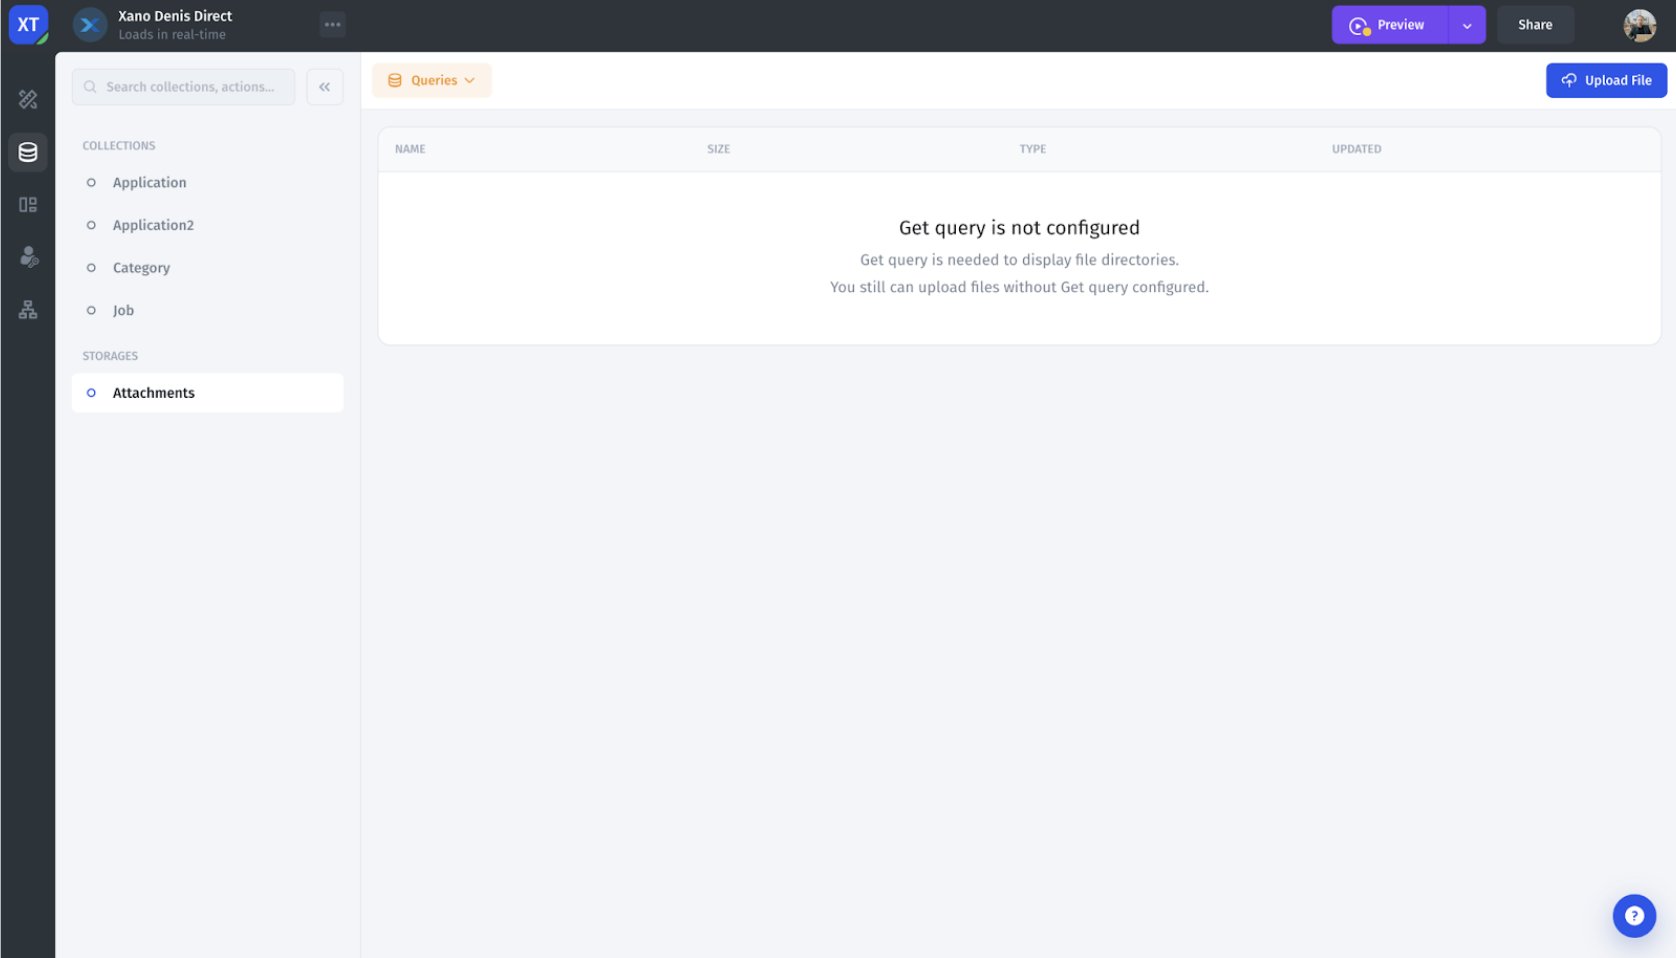 XT
Xano Denis Direct
Loads in real-time
Preview
Share
Search collections, actions...
Queries
Upload File
COLLECTIONS
Application
Application2
Category
Job
STORAGES
Attachments
NAME SIZE TYPE UPDATED
Get query is not configured
Get query is needed to display file directories.
You still can upload files without Get query configured.
?